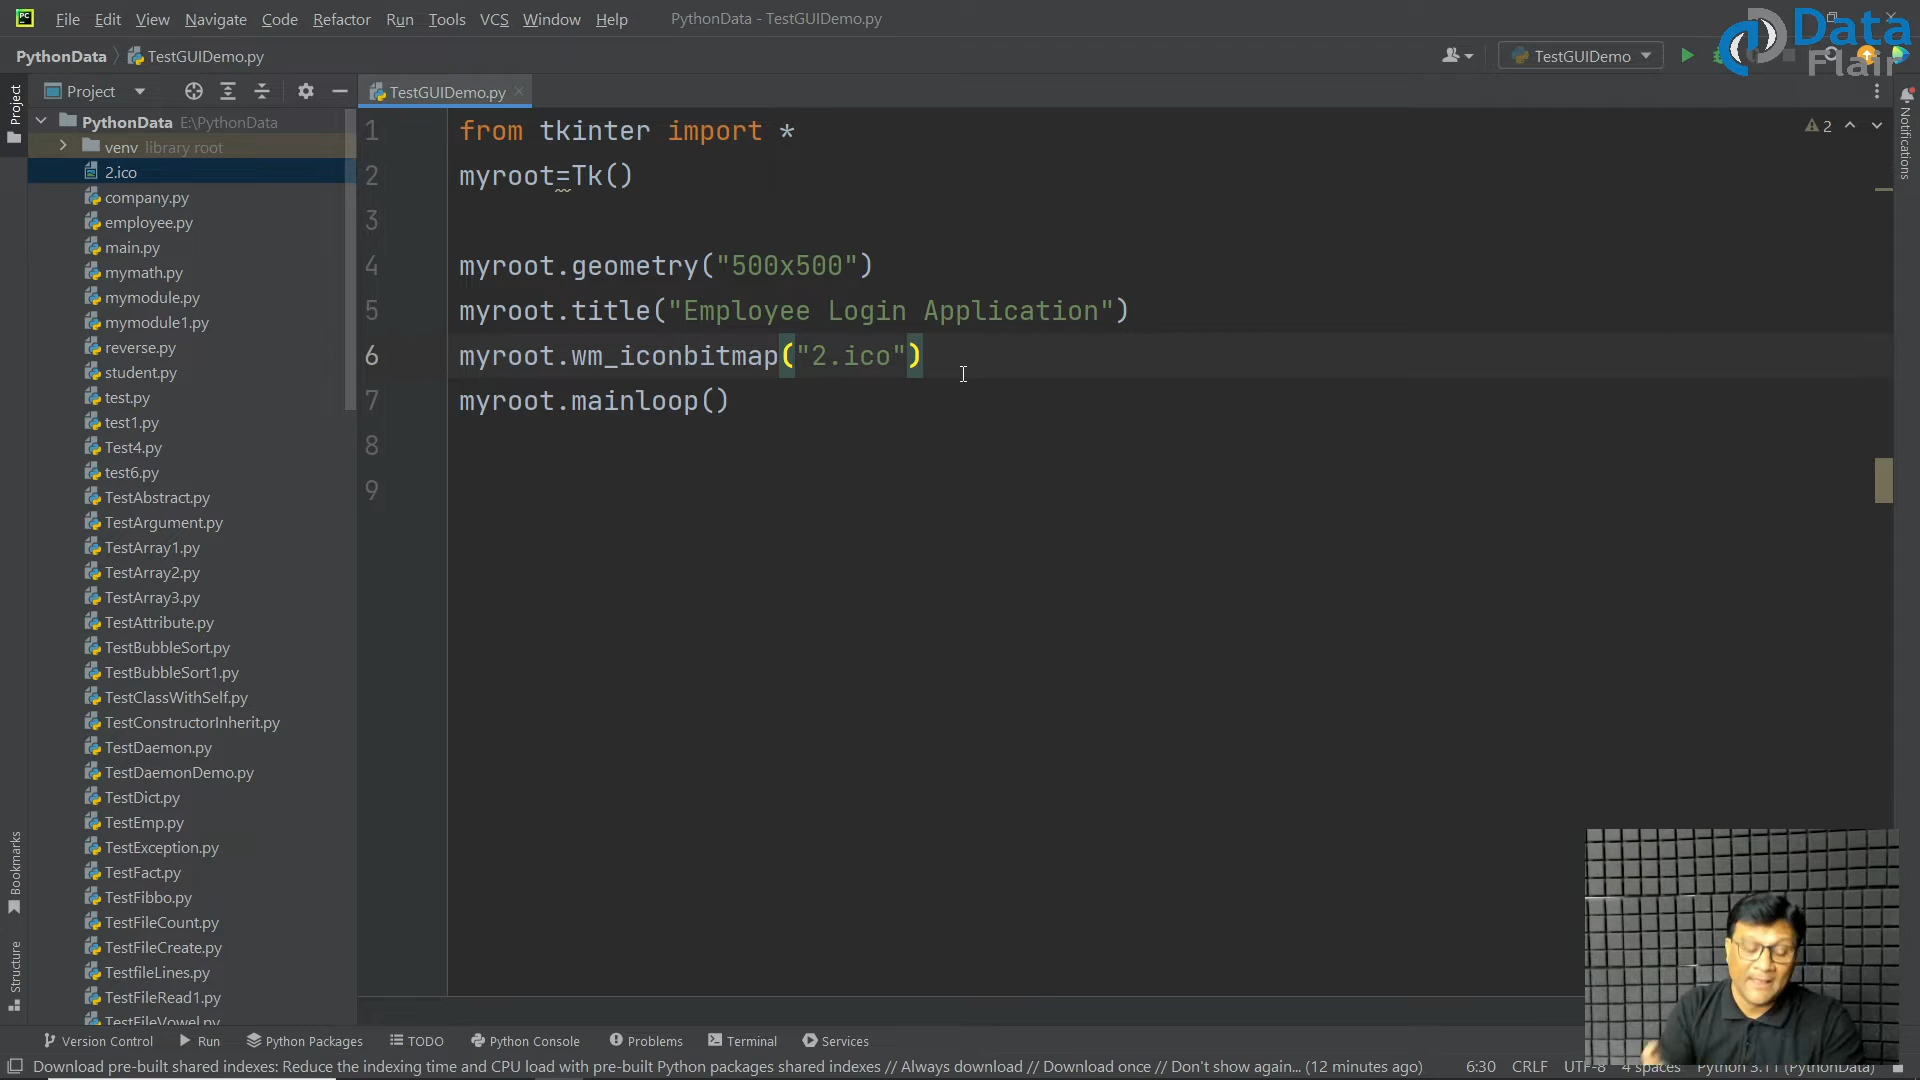 File Edit View Navigate Code Refactor Run Tools VCS Window Help PythonData - TestGUIDemo.py
Data
Flair
PythonData TestGUIDemo.py
TestGUIDemo
Project
Project
TestGUIDemo.py
PythonData E:\PythonData
venv library root
2.ico
company.py
employee.py
main.py
mymath.py
mymodule.py
mymodule1.py
reverse.py
student.py
test.py
test1.py
Test4.py
test6.py
TestAbstract.py
TestArgument.py
TestArray1.py
TestArray2.py
TestArray3.py
TestAttribute.py
TestBubbleSort.py
TestBubbleSort1.py
TestClassWithSelf.py
TestConstructorInherit.py
TestDaemon.py
TestDaemonDemo.py
TestDict.py
TestEmp.py
TestException.py
TestFact.py
TestFibbo.py
TestFileCount.py
TestFileCreate.py
TestfileLines.py
TestFileRead1.py
TestFileVowel.py
1 from tkinter import *
2 myroot=Tk()
3
4 myroot.geometry("500x500")
5 myroot.title("Employee Login Application")
6 myroot.wm_iconbitmap("2.ico")
7 myroot.mainloop()
8
9
2
Notifications
Bookmarks
Structure
Version Control Run Python Packages TODO Python Console Problems Terminal Services
Download pre-built shared indexes: Reduce the indexing time and CPU load with pre-built Python packages shared indexes // Always download // Download once // Don't show again... (12 minutes ago) 6:30 CRLF UTF-8 4 spaces Python 3.11 (PythonData)